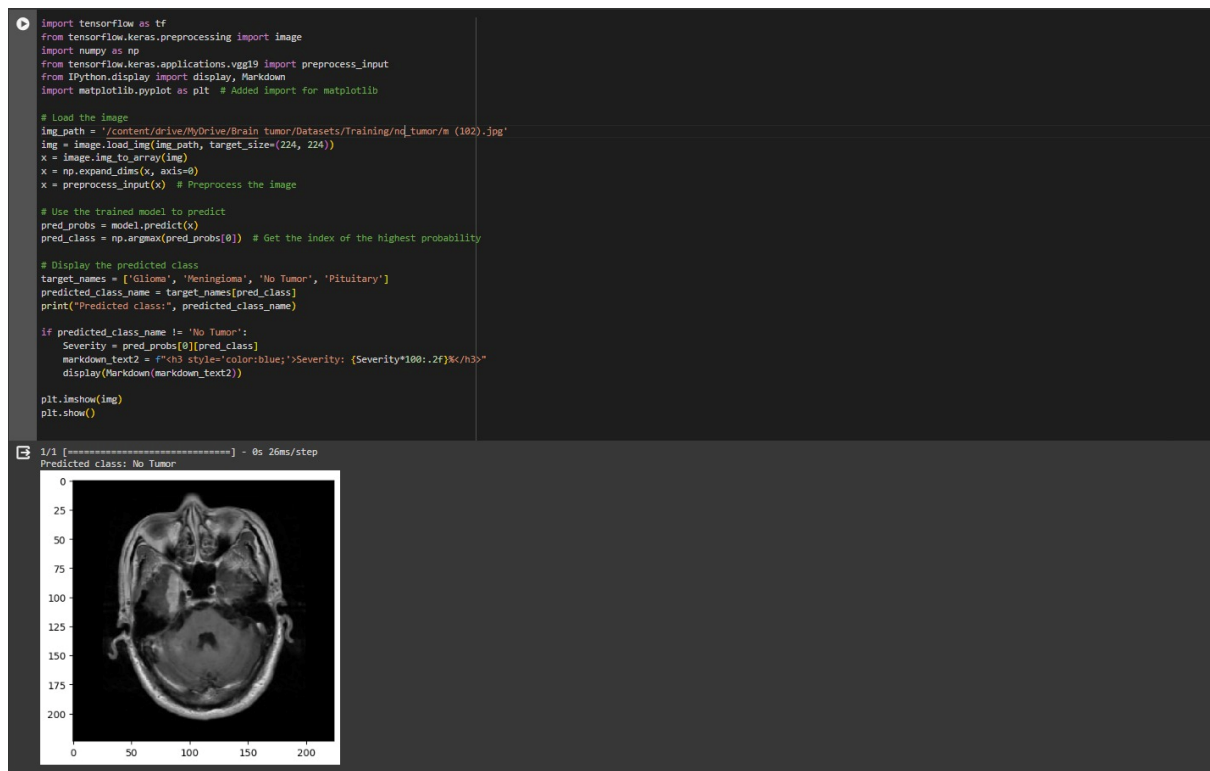 import tensorflow as tf
from tensorflow.keras.preprocessing import image
import numpy as np
from tensorflow.keras.applications.vgg19 import preprocess_input
from IPython.display import display, Markdown
import matplotlib.pyplot as plt  # Added import for matplotlib

# Load the image
img_path = '/content/drive/MyDrive/Brain tumor/Datasets/Training/no_tumor/m (102).jpg'
img = image.load_img(img_path, target_size=(224, 224))
x = image.img_to_array(img)
x = np.expand_dims(x, axis=0)
x = preprocess_input(x)  # Preprocess the image

# Use the trained model to predict
pred_probs = model.predict(x)
pred_class = np.argmax(pred_probs[0])  # Get the index of the highest probability

# Display the predicted class
target_names = ['Glioma', 'Meningioma', 'No Tumor', 'Pituitary']
predicted_class_name = target_names[pred_class]
print("Predicted class:", predicted_class_name)

if predicted_class_name != 'No Tumor':
    Severity = pred_probs[0][pred_class]
    markdown_text2 = f"<h3 style='color:blue;'>Severity: {Severity*100:.2f}%</h3>"
    display(Markdown(markdown_text2))

plt.imshow(img)
plt.show()

1/1 [==============================] - 0s 26ms/step
Predicted class: No Tumor
0
25
50
75
100
125
150
175
200
0 50 100 150 200